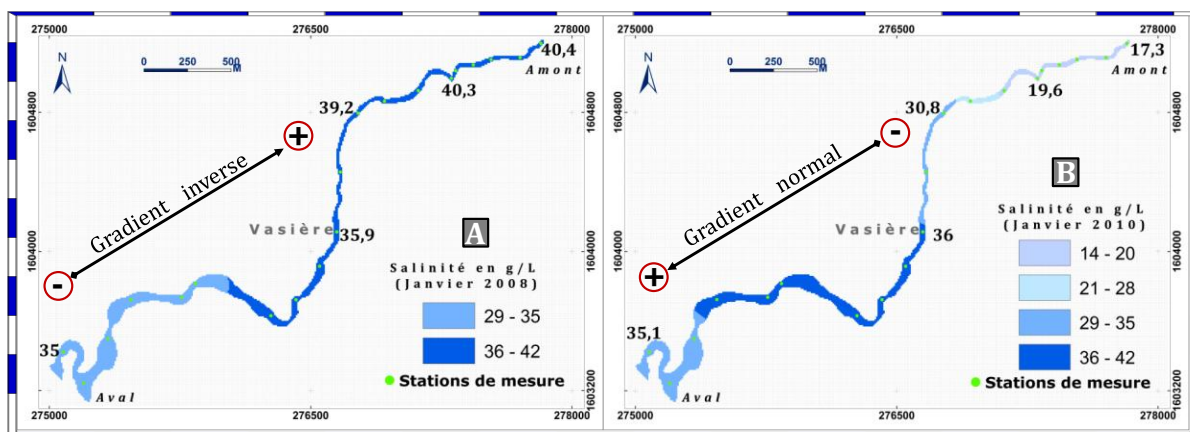 275000 276500 278000
N
0 250 500
M
40,4
Amont
40,3
39,2
+
Gradient inverse
-
Vasière
35,9
A
Salinité en g/L
(Janvier 2008)
29 - 35
36 - 42
Stations de mesure
35
Aval
1604800
1604000
1603200
275000 276500 278000
275000 276500 278000
N
0 250 500
M
17,3
Amont
19,6
30,8
-
Gradient normal
+
Vasière
36
B
Salinité en g/L
(Janvier 2010)
14 - 20
21 - 28
29 - 35
36 - 42
Stations de mesure
35,1
Aval
1604800
1604000
1603200
275000 276500 278000